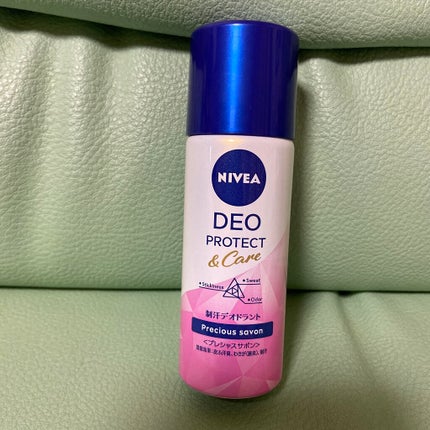 NIVEA
DEO
PROTECT
& Care
Stickiness
Sweat
Odor
制汗デオドラント
Precious savon
<プレシャスサボン>